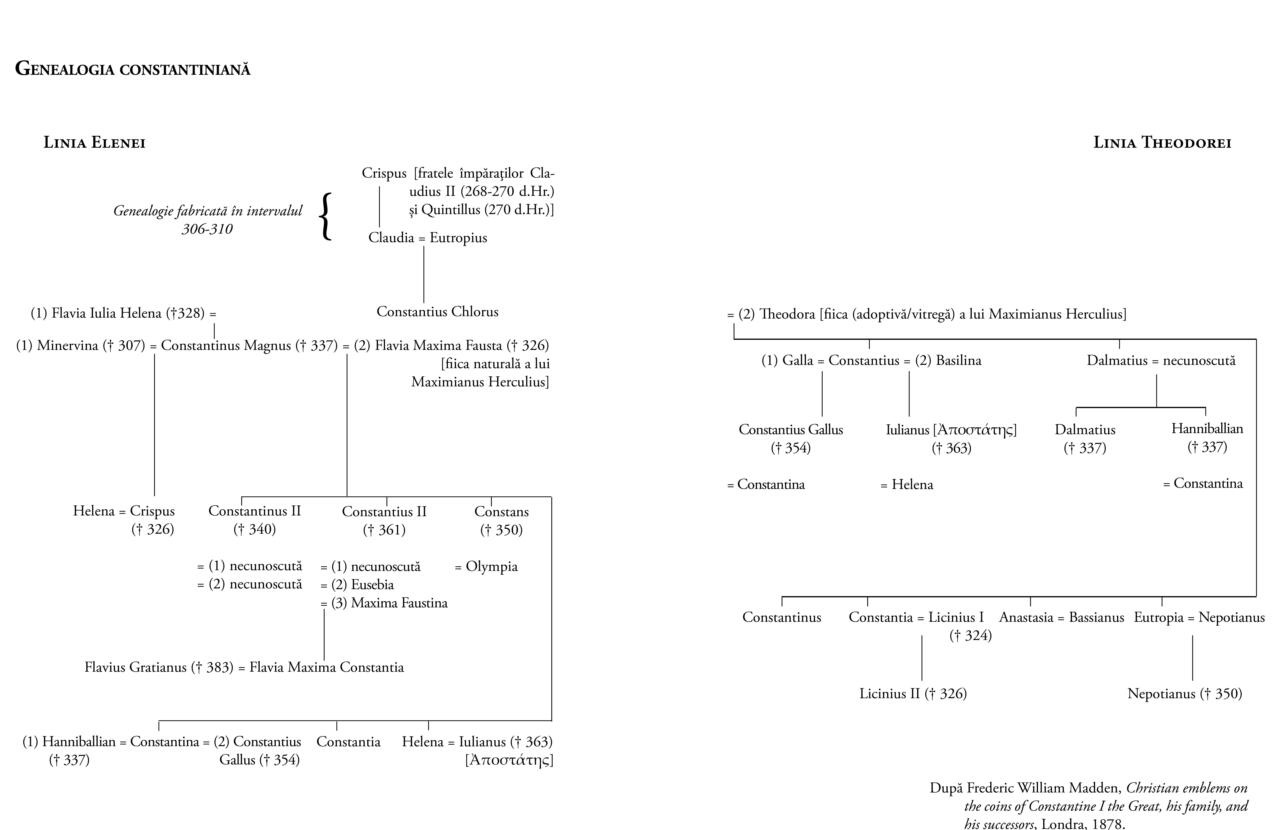 GENEALOGIA CONSTANTINIANĂ
LINIA ELENEI
Crispus [fratele împăraților Cla-
udius II (268-270 d.Hr.)
și Quintillus (270 d.Hr.)]
Genealogie fabricată în intervalul
306-310
{
Claudia = Eutropius
(1) Flavia Iulia Helena (†328) =
Constantius Chlorus
(1) Minervina († 307) = Constantinus Magnus († 337) = (2) Flavia Maxima Fausta († 326)
[fiica naturală a lui
Maximianus Herculius]
Helena = Crispus
(† 326)
Constantinus II
(† 340)
Constantius II
(† 361)
Constans
(† 350)
= (1) necunoscută
= (2) necunoscută
= (1) necunoscută
= (2) Eusebia
= (3) Maxima Faustina
= Olympia
Flavius Gratianus († 383) = Flavia Maxima Constantia
(1) Hanniballian = Constantina = (2) Constantius
(† 337)
Gallus († 354)
Constantia
Helena = Iulianus († 363)
[Ἀποστάτης]
LINIA THEODOREI
= (2) Theodora [fiica (adoptivă/vitregă) a lui Maximianus Herculius]
(1) Galla = Constantius = (2) Basilina
Dalmatius = necunoscută
Constantius Gallus
(† 354)
Iulianus [Ἀποστάτης]
(† 363)
Dalmatius
(† 337)
Hanniballian
(† 337)
= Constantina
= Helena
= Constantina
Constantinus
Constantia = Licinius I
(† 324)
Anastasia = Bassianus
Eutropia = Nepotianus
Licinius II († 326)
Nepotianus († 350)
După Frederic William Madden, Christian emblems on
the coins of Constantine I the Great, his family, and
his successors, Londra, 1878.